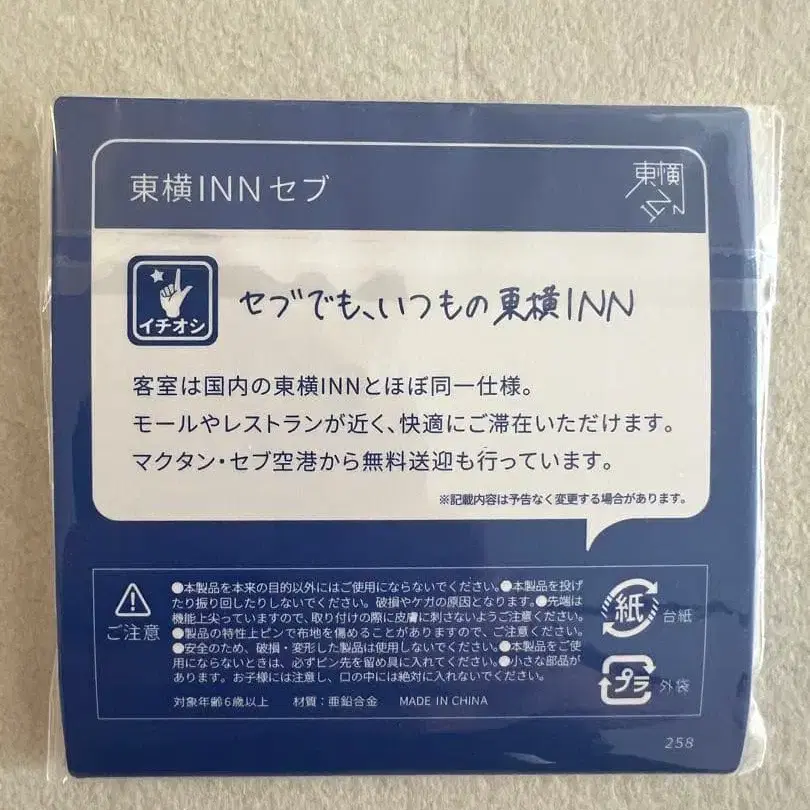 東横INN セブ
東横INN
イチオシ
セブでも、いつもの東横INN
客室は国内の東横INNとほぼ同一仕様。
モールやレストランが近く、快適にご滞在いただけます。
マクタン・セブ空港から無料送迎も行っています。
※記載内容は予告なく変更する場合があります。
ご注意
●本製品を本来の目的以外にはご使用にならないでください。●本製品を投げ
たり振り回したりしないでください。破損やケガの原因となります。●先端は
機能上尖っていますので、取り付けの際に皮膚に刺さないようご注意ください。
●製品の特性上ピンで布地を傷めることがありますので、ご注意ください。
●安全のため、破損・変形した製品は使用しないでください。●本製品をご使
用にならないときは、必ずピン先を留め具に入れてください。●小さな部品が
あります。お子様には注意し、口の中には絶対に入れないでください。
対象年齢6歳以上 材質：亜鉛合金 MADE IN CHINA
紙 台紙
プラ 外袋
258